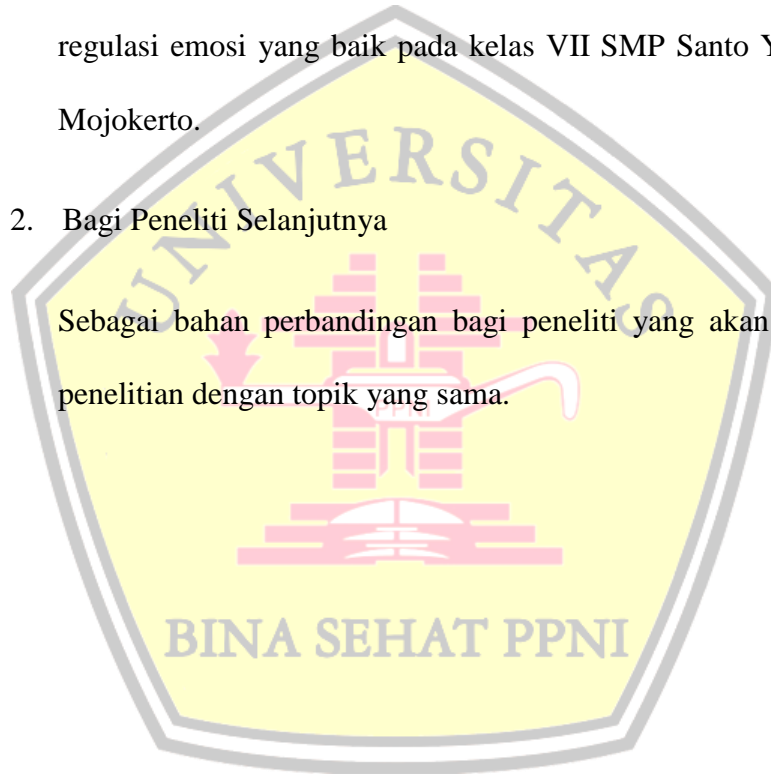 regulasi emosi yang baik pada kelas VII SMP Santo Y
Mojokerto.
UNIVERSITAS
2. Bagi Peneliti Selanjutnya
Sebagai bahan perbandingan bagi peneliti yang akan
penelitian dengan topik yang sama.
PPNI
BINA SEHAT PPNI